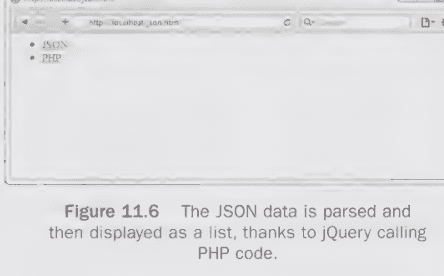 JSON
PHP
Figure 11.6 The JSON data is parsed and
then displayed as a list, thanks to jQuery calling
PHP code.